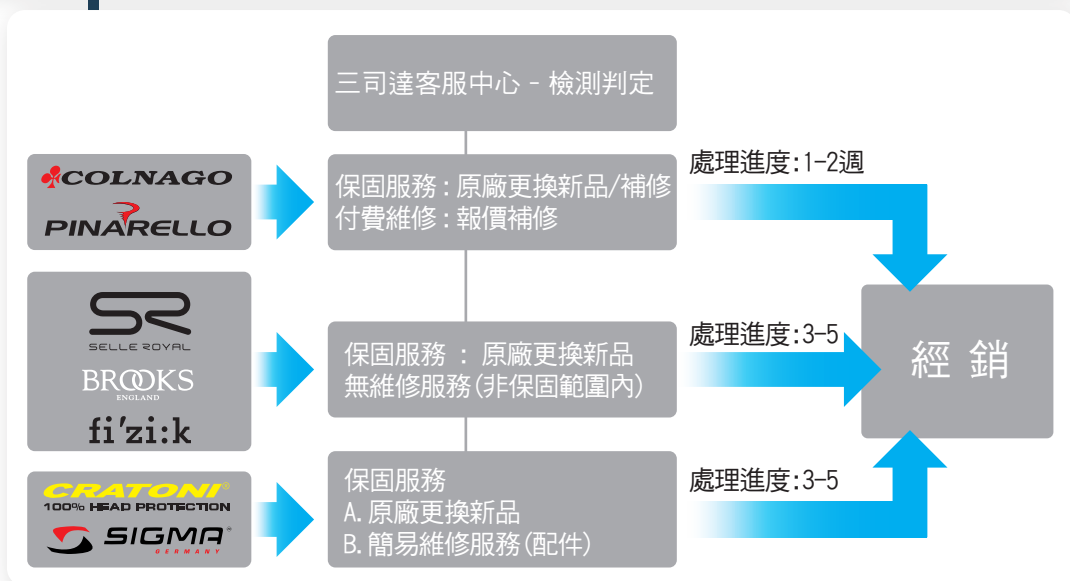 三司達客服中心 - 檢測判定
COLNAGO
PINARELLO
保固服務:原廠更換新品/補修
付費維修:報價補修
處理進度:1-2週
SR
SELLE ROYAL
BROOKS
ENGLAND
fi'zi:k
保固服務 : 原廠更換新品
無維修服務(非保固範圍內)
處理進度:3-5
經 銷
CRATONI®
100% HEAD PROTECTION
SIGMA®
GERMANY
保固服務
A.原廠更換新品
B.簡易維修服務(配件)
處理進度:3-5